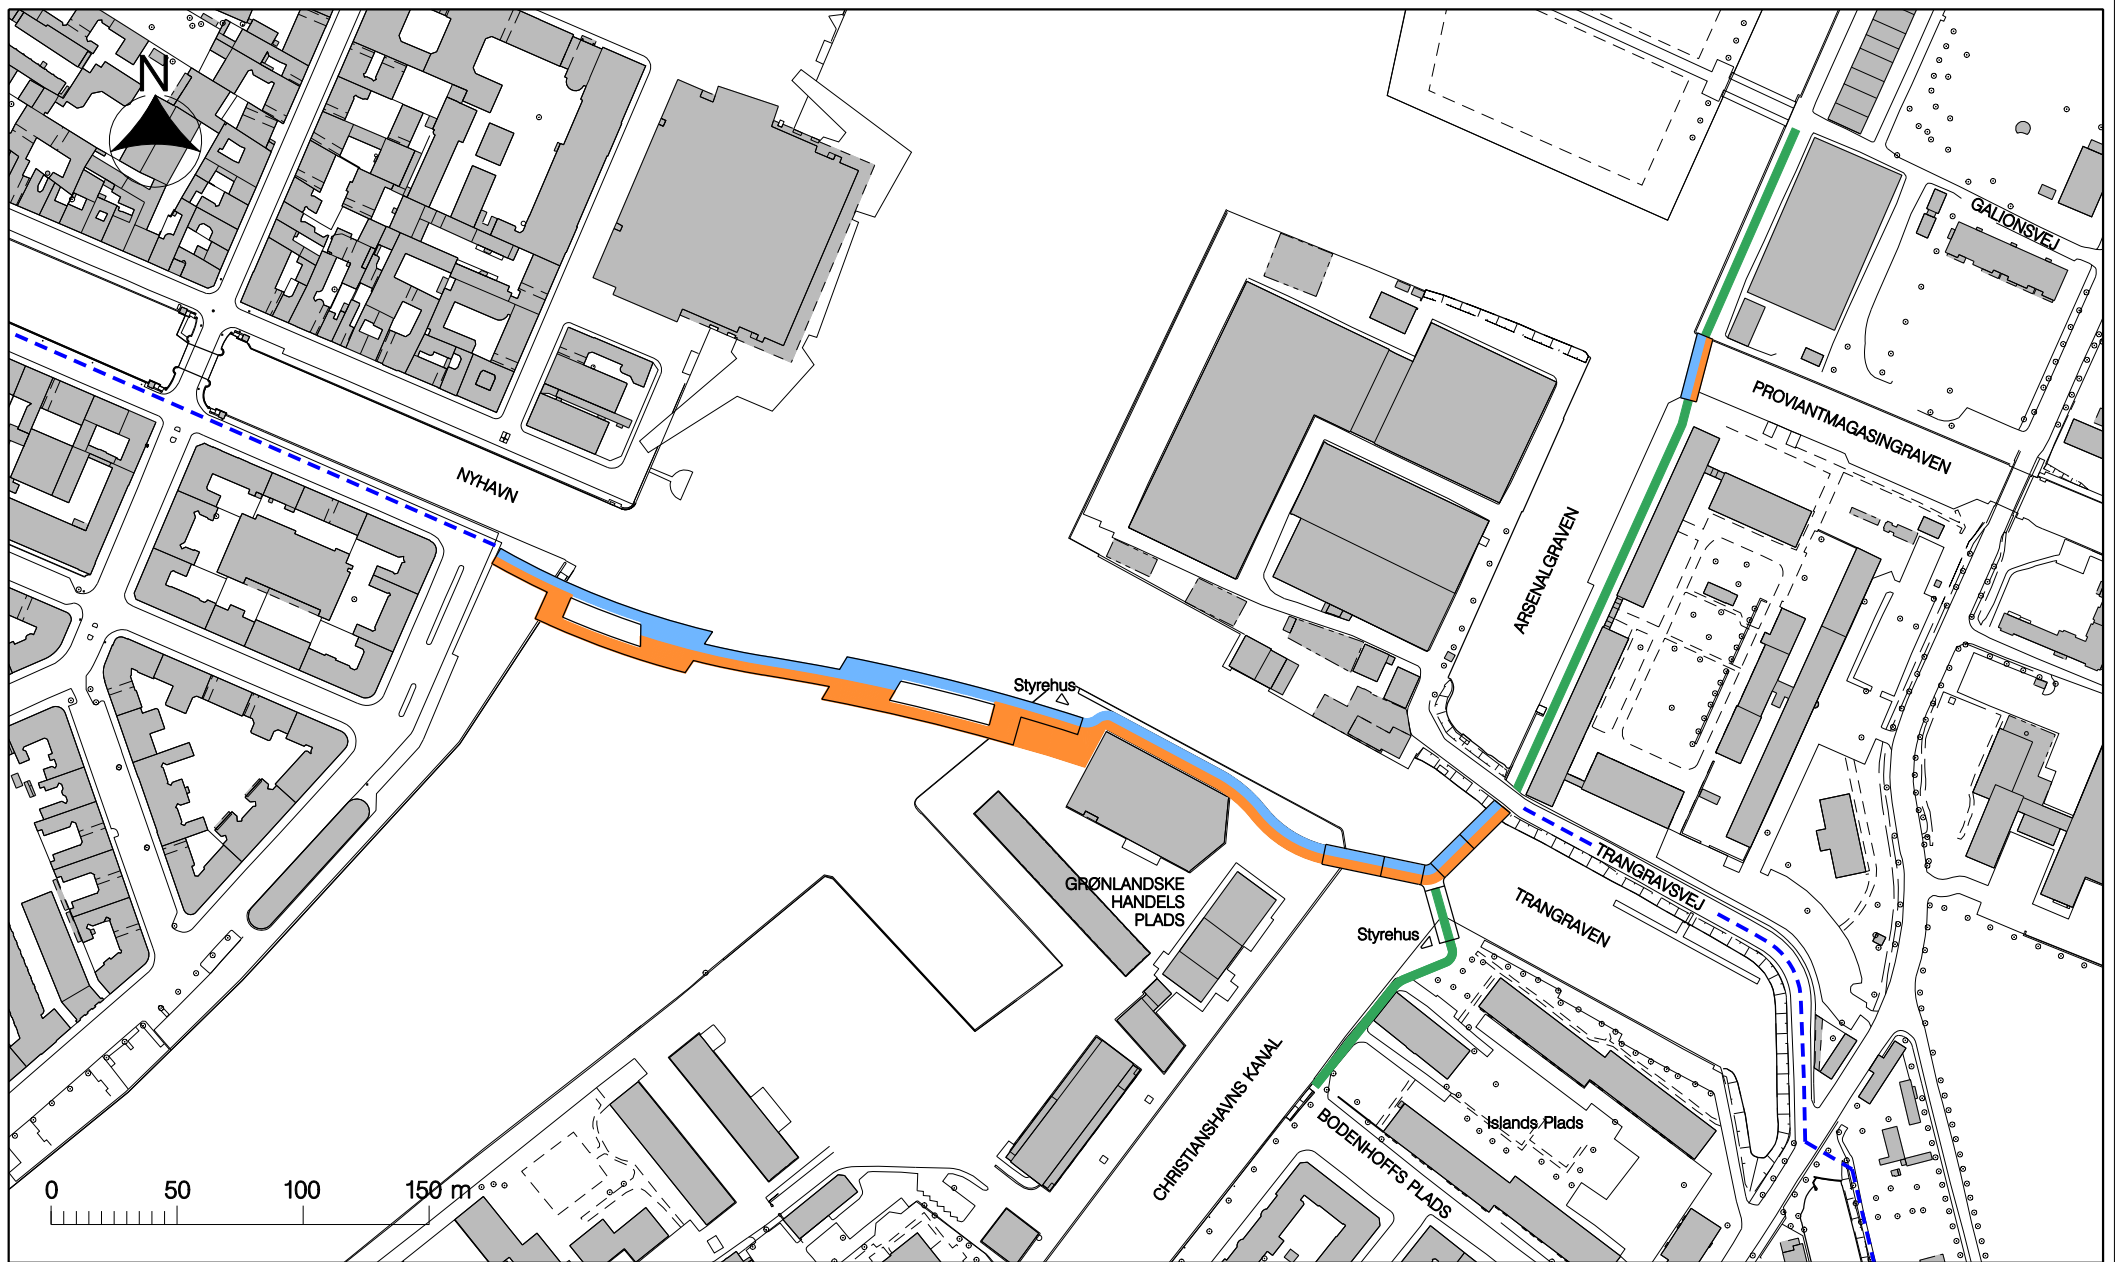 N
GALIONSVEJ
PROVIANTMAGASINGRAVEN
NYHAVN
ARSENALGRAVEN
Styrehus
TRANGRAVSVEJ
GRØNLANDSKE
HANDELS
PLADS
TRANGRAVEN
Styrehus
CHRISTIANSHAVNS KANAL
Islands Plads
BODENHOFFS PLADS
0 50 100 150 m